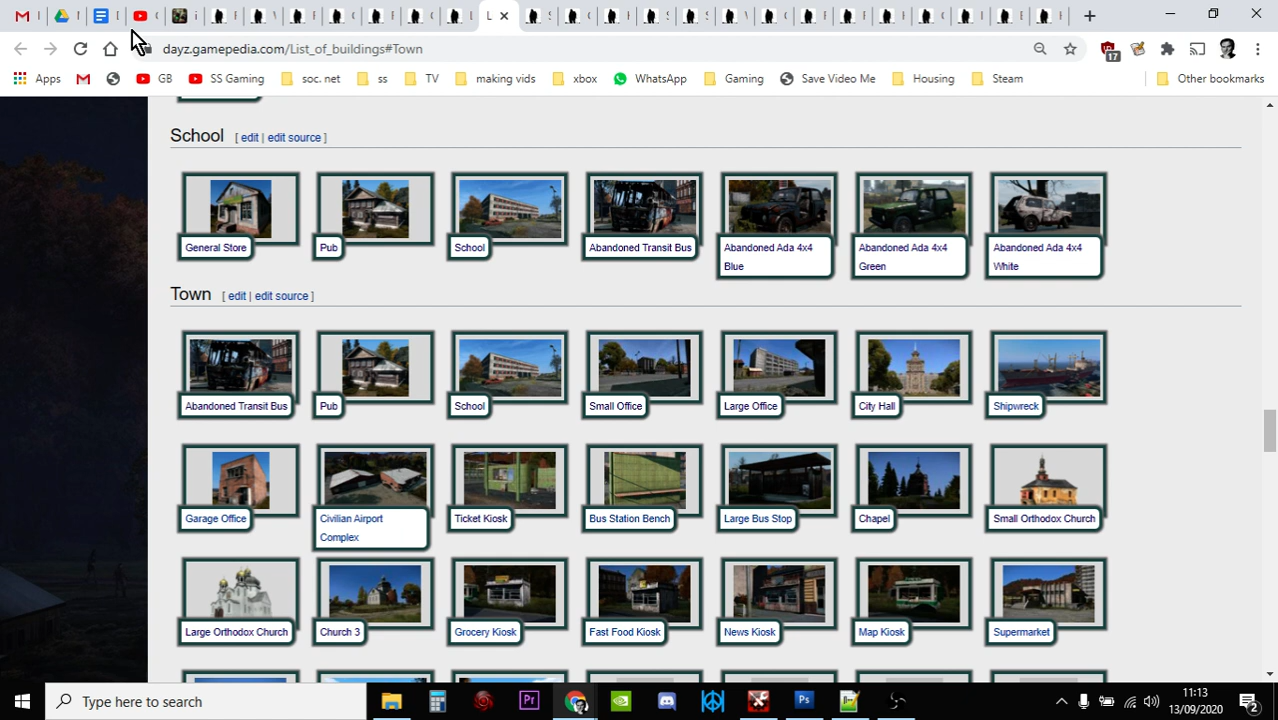 dayz.gamepedia.com/List_of_buildings#Town
17
Apps GB SS Gaming soc. net ss TV making vids xbox WhatsApp Gaming Save Video Me Housing Steam Other bookmarks
School [ edit | edit source ]
General Store Pub School Abandoned Transit Bus Abandoned Ada 4x4 Abandoned Ada 4x4 Abandoned Ada 4x4
Blue Green White
Town [ edit | edit source ]
Abandoned Transit Bus Pub School Small Office Large Office City Hall Shipwreck
Garage Office Civilian Airport Ticket Kiosk Bus Station Bench Large Bus Stop Chapel Small Orthodox Church
Complex
Large Orthodox Church Church 3 Grocery Kiosk Fast Food Kiosk News Kiosk Map Kiosk Supermarket
Type here to search Pr Ps 11:13
13/09/2020 2